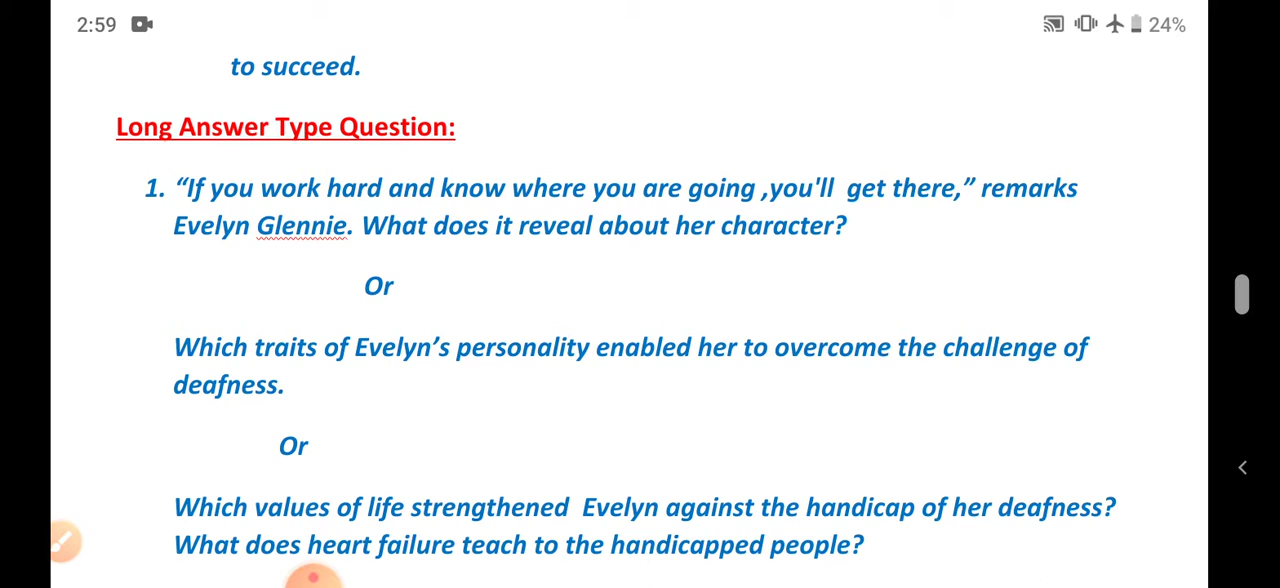 2:59
24%
to succeed.
Long Answer Type Question:
1. “If you work hard and know where you are going ,you'll get there,” remarks
Evelyn Glennie. What does it reveal about her character?
Or
Which traits of Evelyn’s personality enabled her to overcome the challenge of
deafness.
Or
Which values of life strengthened Evelyn against the handicap of her deafness?
What does heart failure teach to the handicapped people?